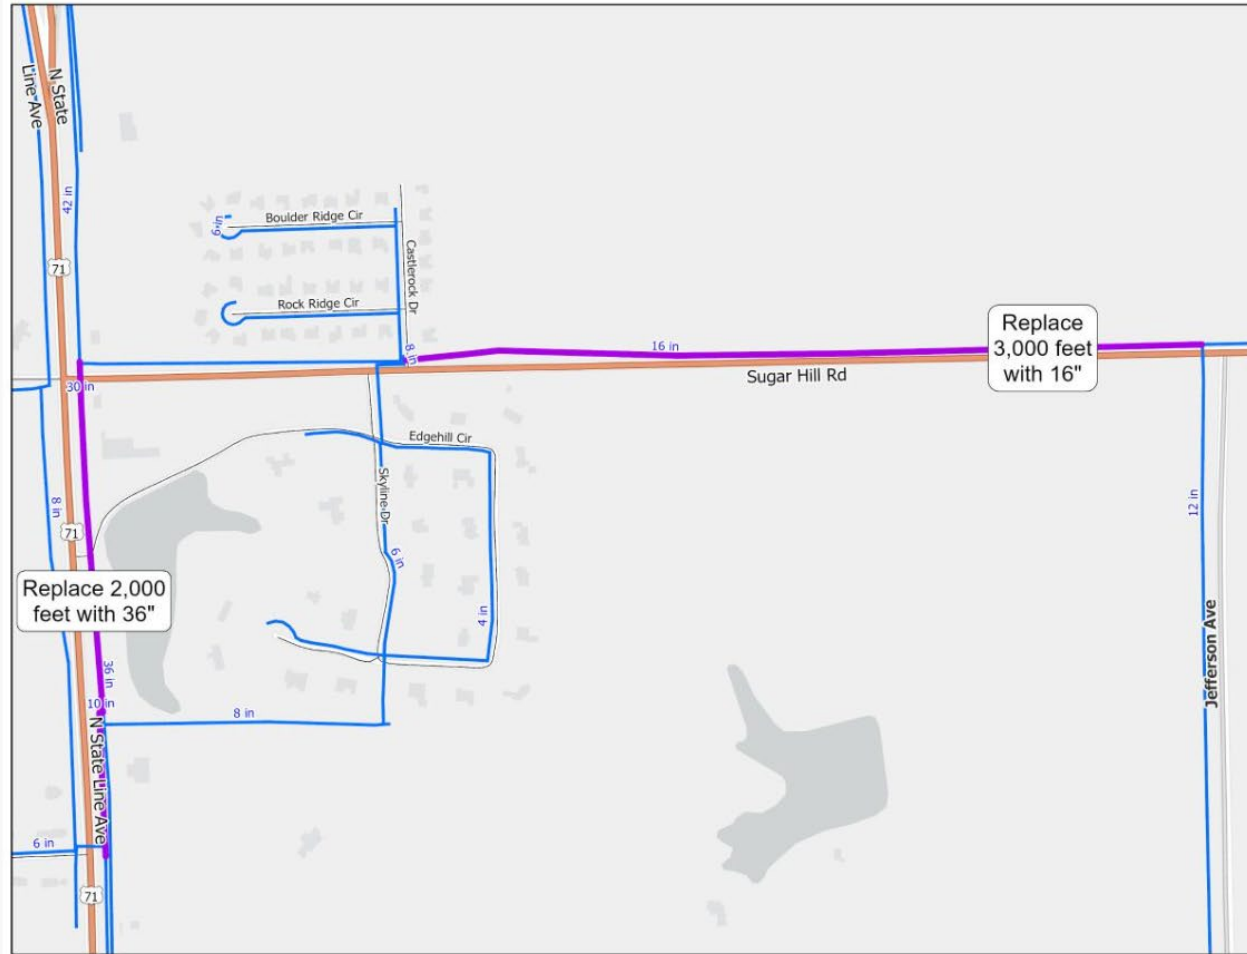 N State
Line Ave
42 in
71
6 in
Boulder Ridge Cir
Castlerock Dr
Rock Ridge Cir
8 in
16 in
Replace
3,000 feet
with 16"
Sugar Hill Rd
30 in
Edgehill Cir
Skyline Dr
8 in
71
12 in
6 in
Replace 2,000
feet with 36"
4 in
36 in
10 in
8 in
Jefferson Ave
N State Line Ave
6 in
71